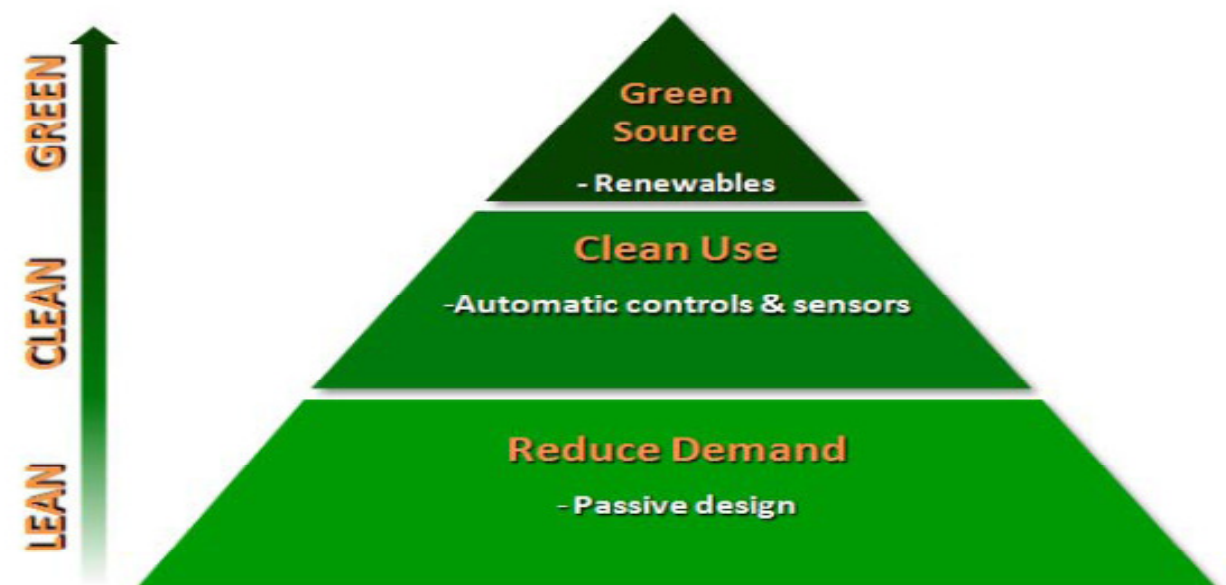 GREEN
CLEAN
LEAN
Green
Source
- Renewables
Clean Use
-Automatic controls & sensors
Reduce Demand
- Passive design